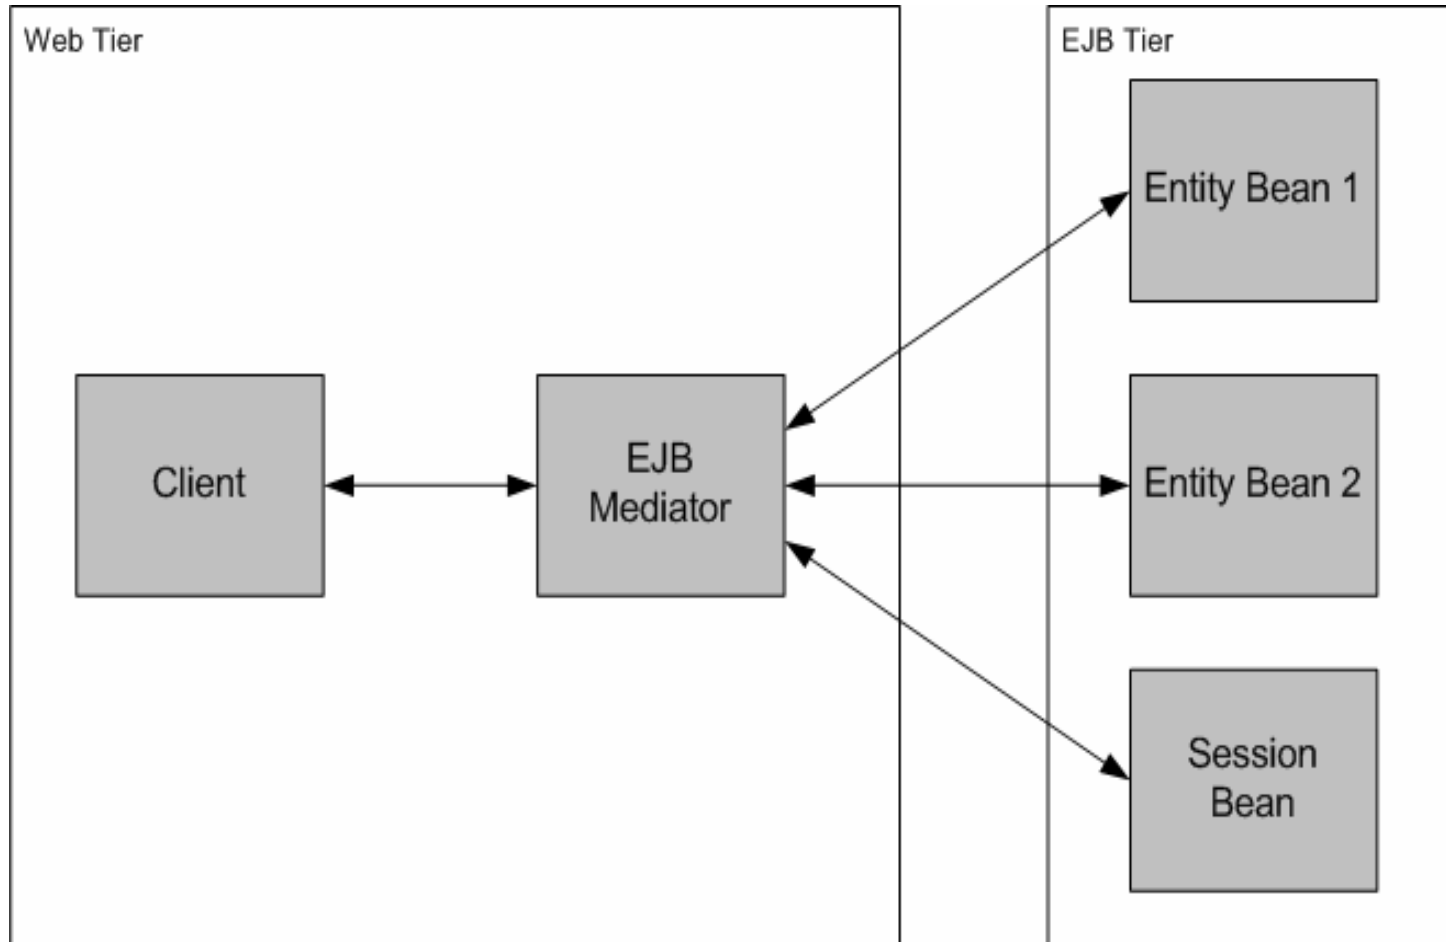 Web Tier
EJB Tier
Entity Bean 1
Client
EJB
Mediator
Entity Bean 2
Session
Bean